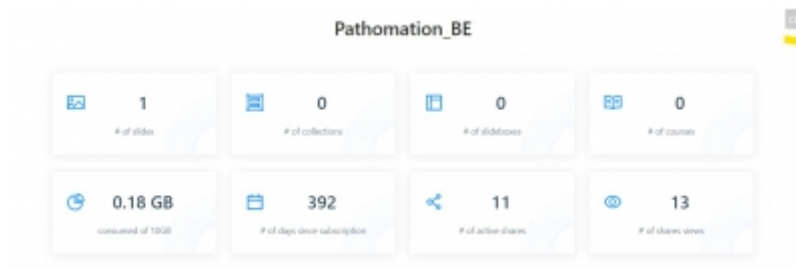 Pathomation_BE
1
# of slides
0
# of collections
0
# of slideboxes
0
# of courses
0.18 GB
consumed of 10GB
392
# of days since subscription
11
# of active shares
13
# of shares views